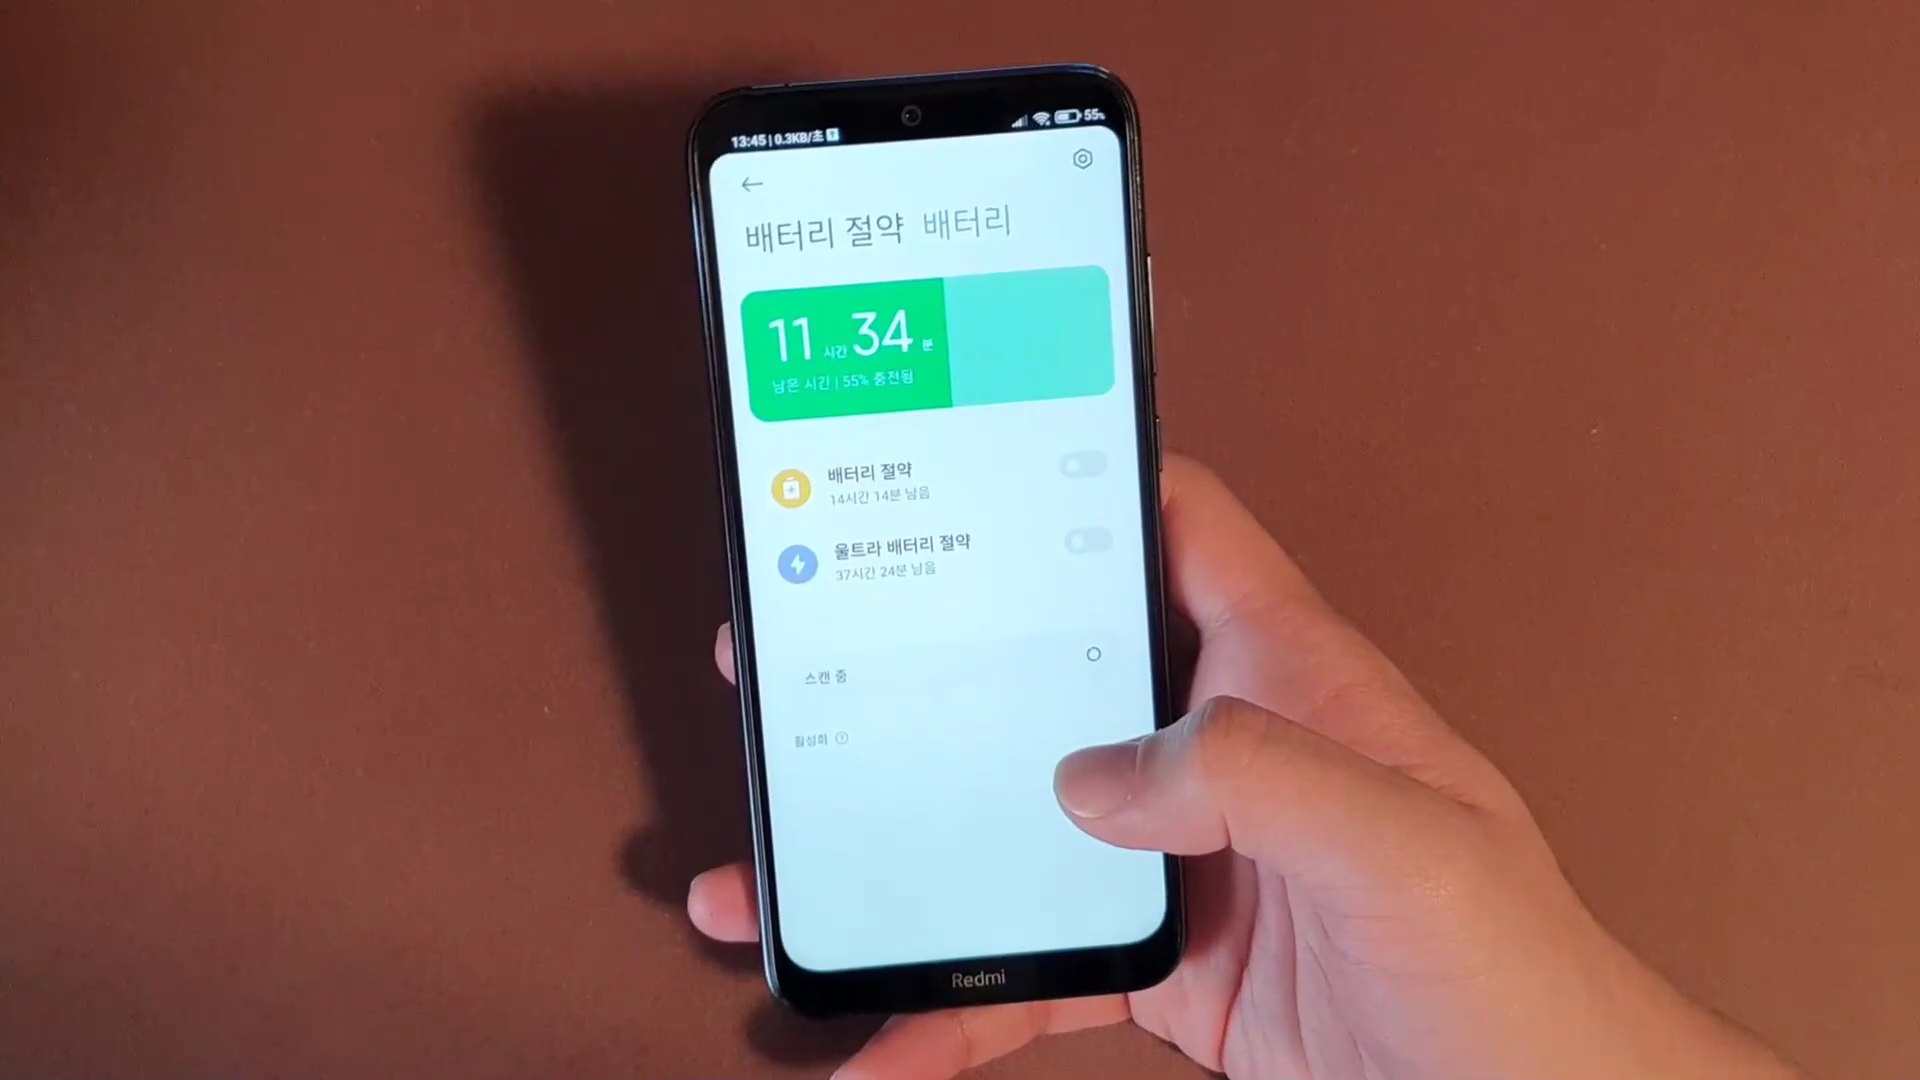 13:45 | 0.3KB/초
55%
배터리 절약 배터리
11 시간 34 분
남은 시간 | 55% 충전됨
배터리 절약
14시간 14분 남음
울트라 배터리 절약
37시간 24분 남음
스캔 중
활성화
Redmi